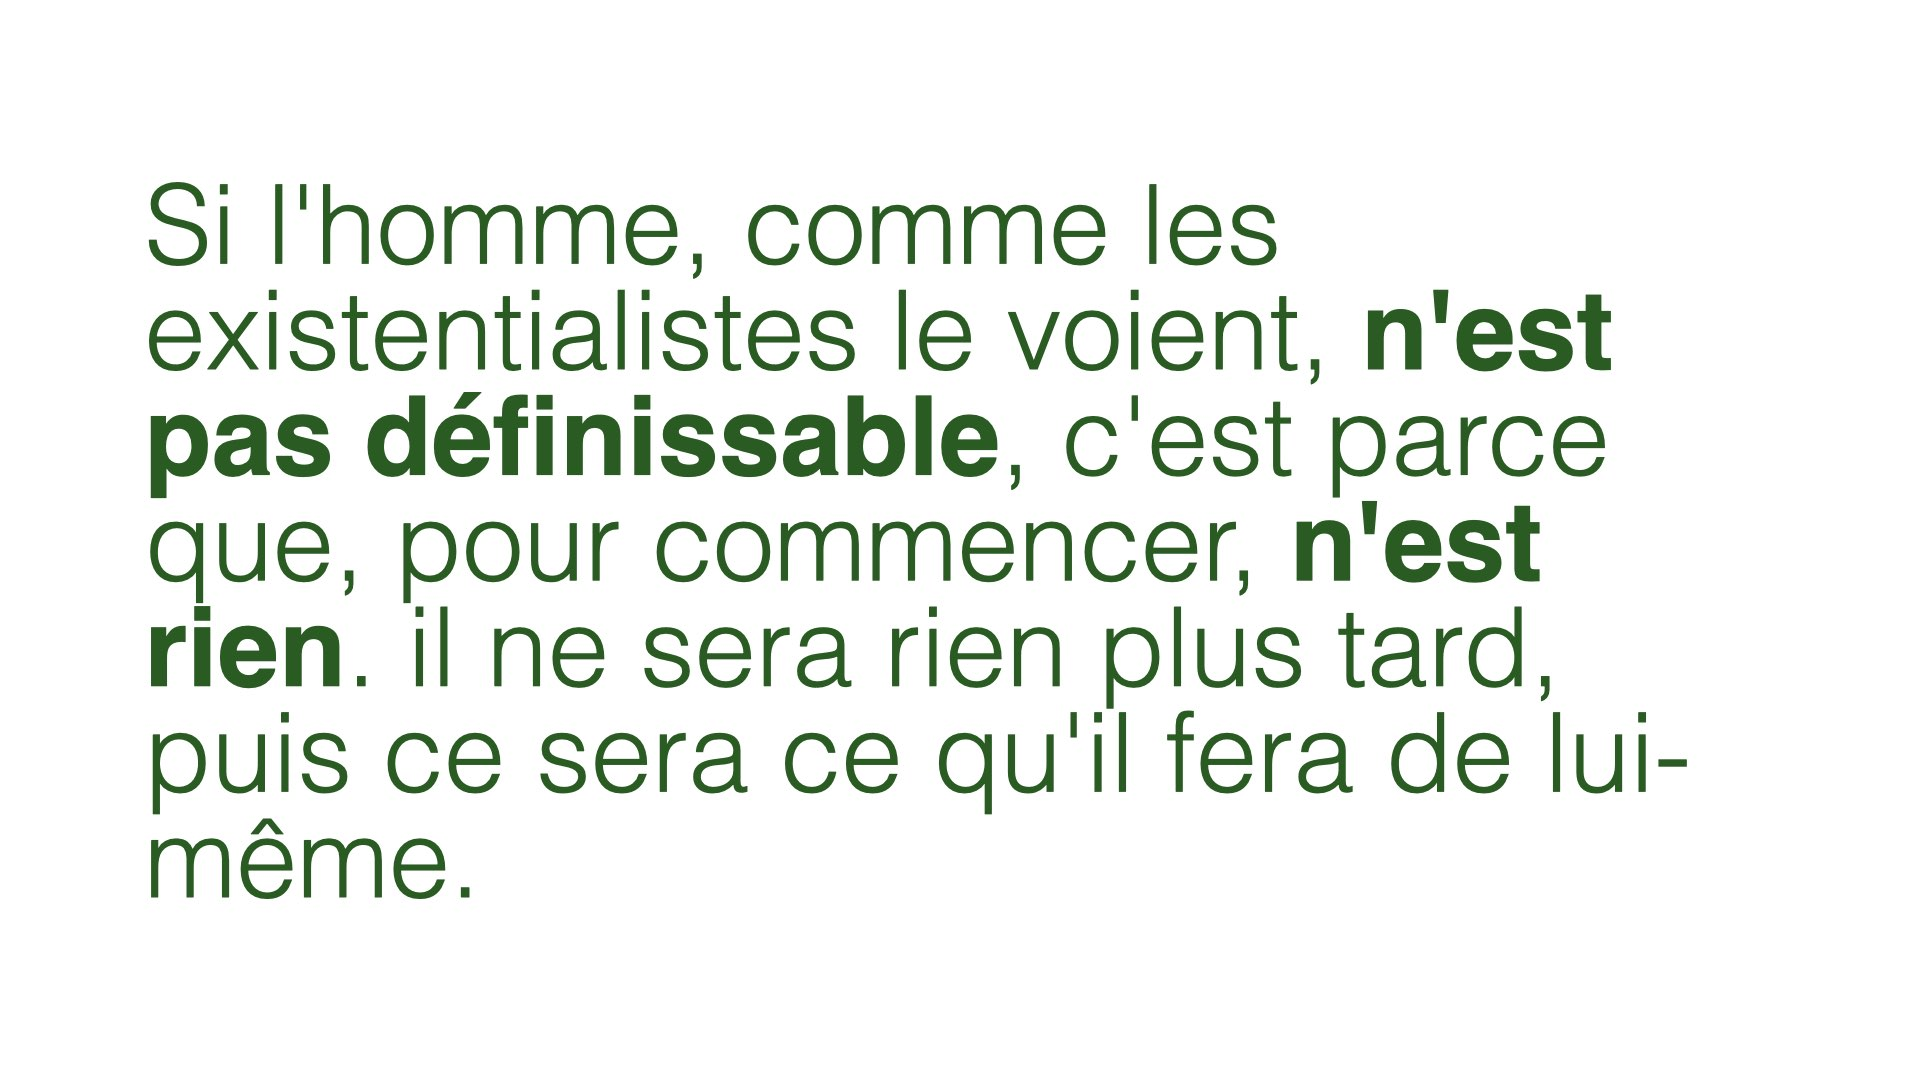 Si l'homme, comme les
existentialistes le voient, n'est
pas définissable, c'est parce
que, pour commencer, n'est
rien. il ne sera rien plus tard,
puis ce sera ce qu'il fera de lui-
même.